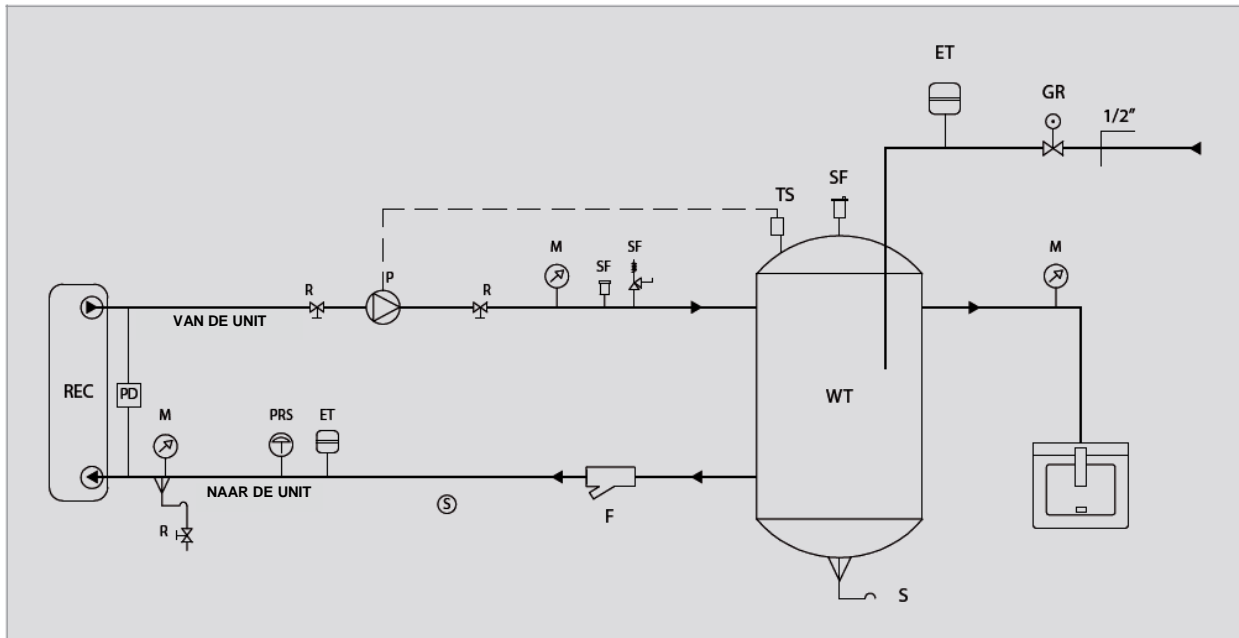 ET
GR
1/2"
TS
SF
M
SF
SF
M
R
P
R
VAN DE UNIT
REC
PD
WT
M
PRS
ET
NAAR DE UNIT
S
F
R
S